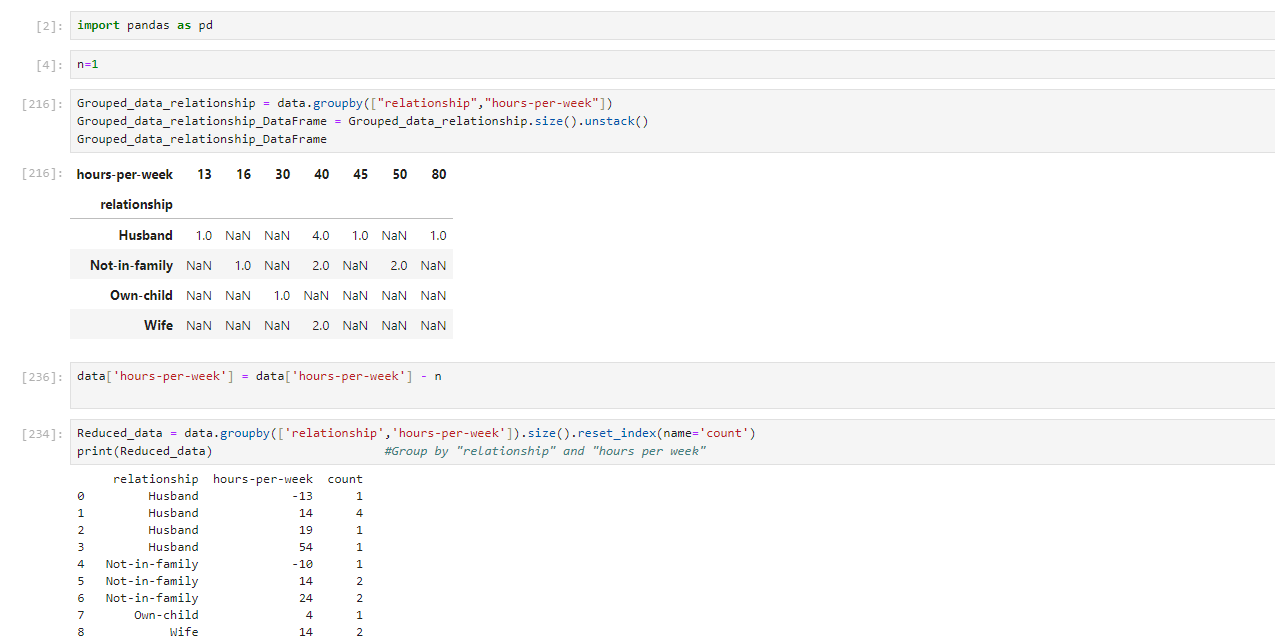 [2]: import pandas as pd
[4]: n=1
[216]: Grouped_data_relationship = data.groupby(["relationship","hours-per-week"])
Grouped_data_relationship_DataFrame = Grouped_data_relationship.size().unstack()
Grouped_data_relationship_DataFrame
[216]: hours-per-week 13 16 30 40 45 50 80
relationship
Husband 1.0 NaN NaN 4.0 1.0 NaN 1.0
Not-in-family NaN 1.0 NaN 2.0 NaN 2.0 NaN
Own-child NaN NaN 1.0 NaN NaN NaN NaN
Wife NaN NaN NaN 2.0 NaN NaN NaN
[236]: data['hours-per-week'] = data['hours-per-week'] - n
[234]: Reduced_data = data.groupby(['relationship','hours-per-week']).size().reset_index(name='count')
print(Reduced_data) #Group by "relationship" and "hours per week"
relationship hours-per-week count
0 Husband -13 1
1 Husband 14 4
2 Husband 19 1
3 Husband 54 1
4 Not-in-family -10 1
5 Not-in-family 14 2
6 Not-in-family 24 2
7 Own-child 4 1
8 Wife 14 2